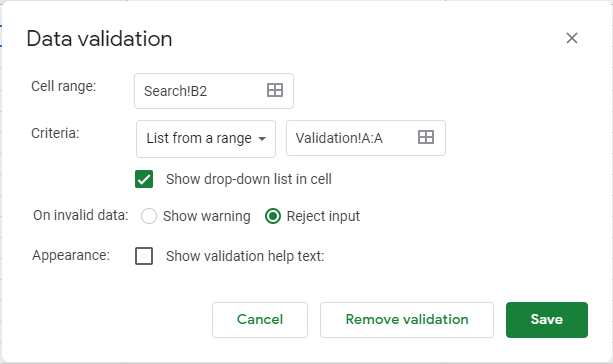 Data validation
Cell range: Search!B2
Criteria: List from a range Validation!A:A
Show drop-down list in cell
On invalid data: Show warning Reject input
Appearance: Show validation help text:
Cancel Remove validation Save